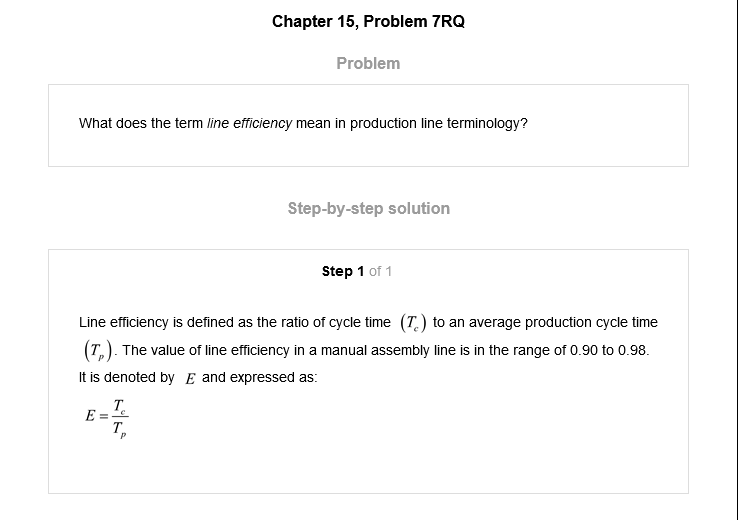 Chapter 15, Problem 7RQ
Problem
What does the term line efficiency mean in production line terminology?
Step-by-step solution
Step 1 of 1
Line efficiency is defined as the ratio of cycle time (T_c) to an average production cycle time
(T_p). The value of line efficiency in a manual assembly line is in the range of 0.90 to 0.98.
It is denoted by E and expressed as:
E = T_c / T_p